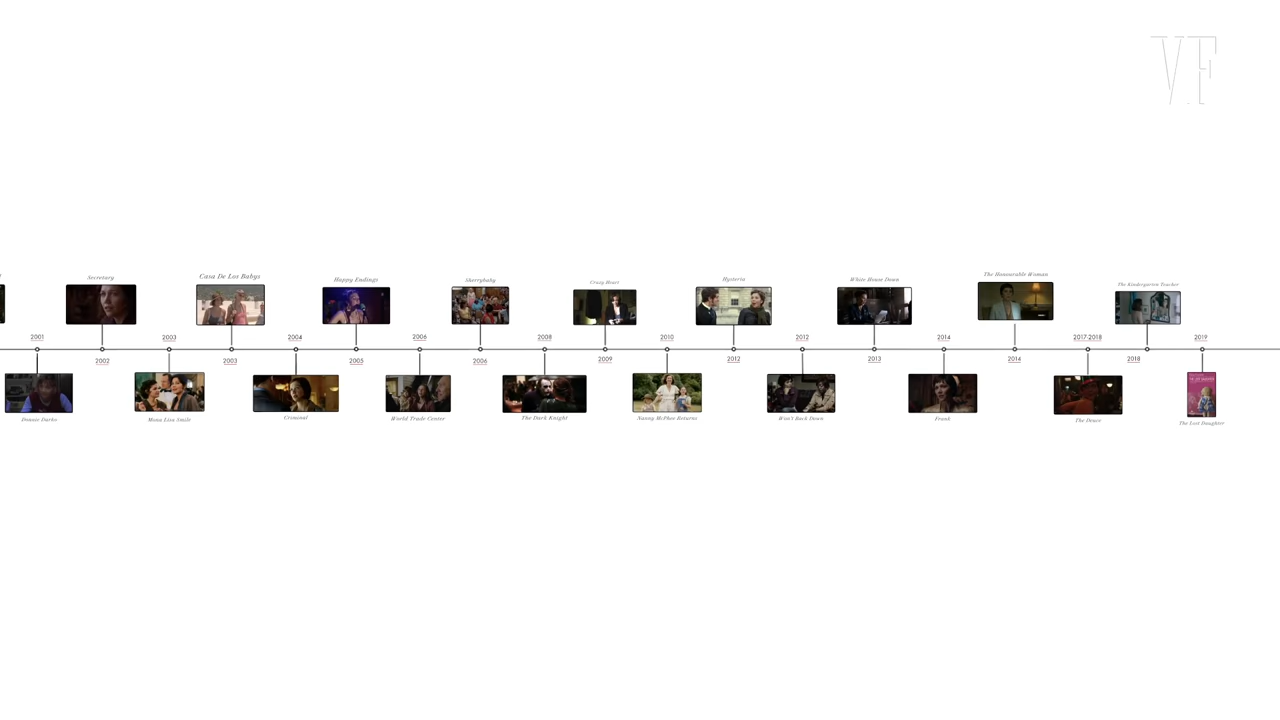 VF
Secretary
Casa De Los Babys
Happy Endings
Sherrybaby
Crazy Heart
Hysteria
White House Down
The Honourable Woman
The Kindergarten Teacher
2001
2003
2004
2006
2008
2010
2012
2014
2017-2018
2019
2002
2003
2005
2006
2009
2012
2013
2014
2018
Donnie Darko
Mona Lisa Smile
Criminal
World Trade Center
The Dark Knight
Nanny McPhee Returns
Won't Back Down
Frank
The Deuce
The Lost Daughter